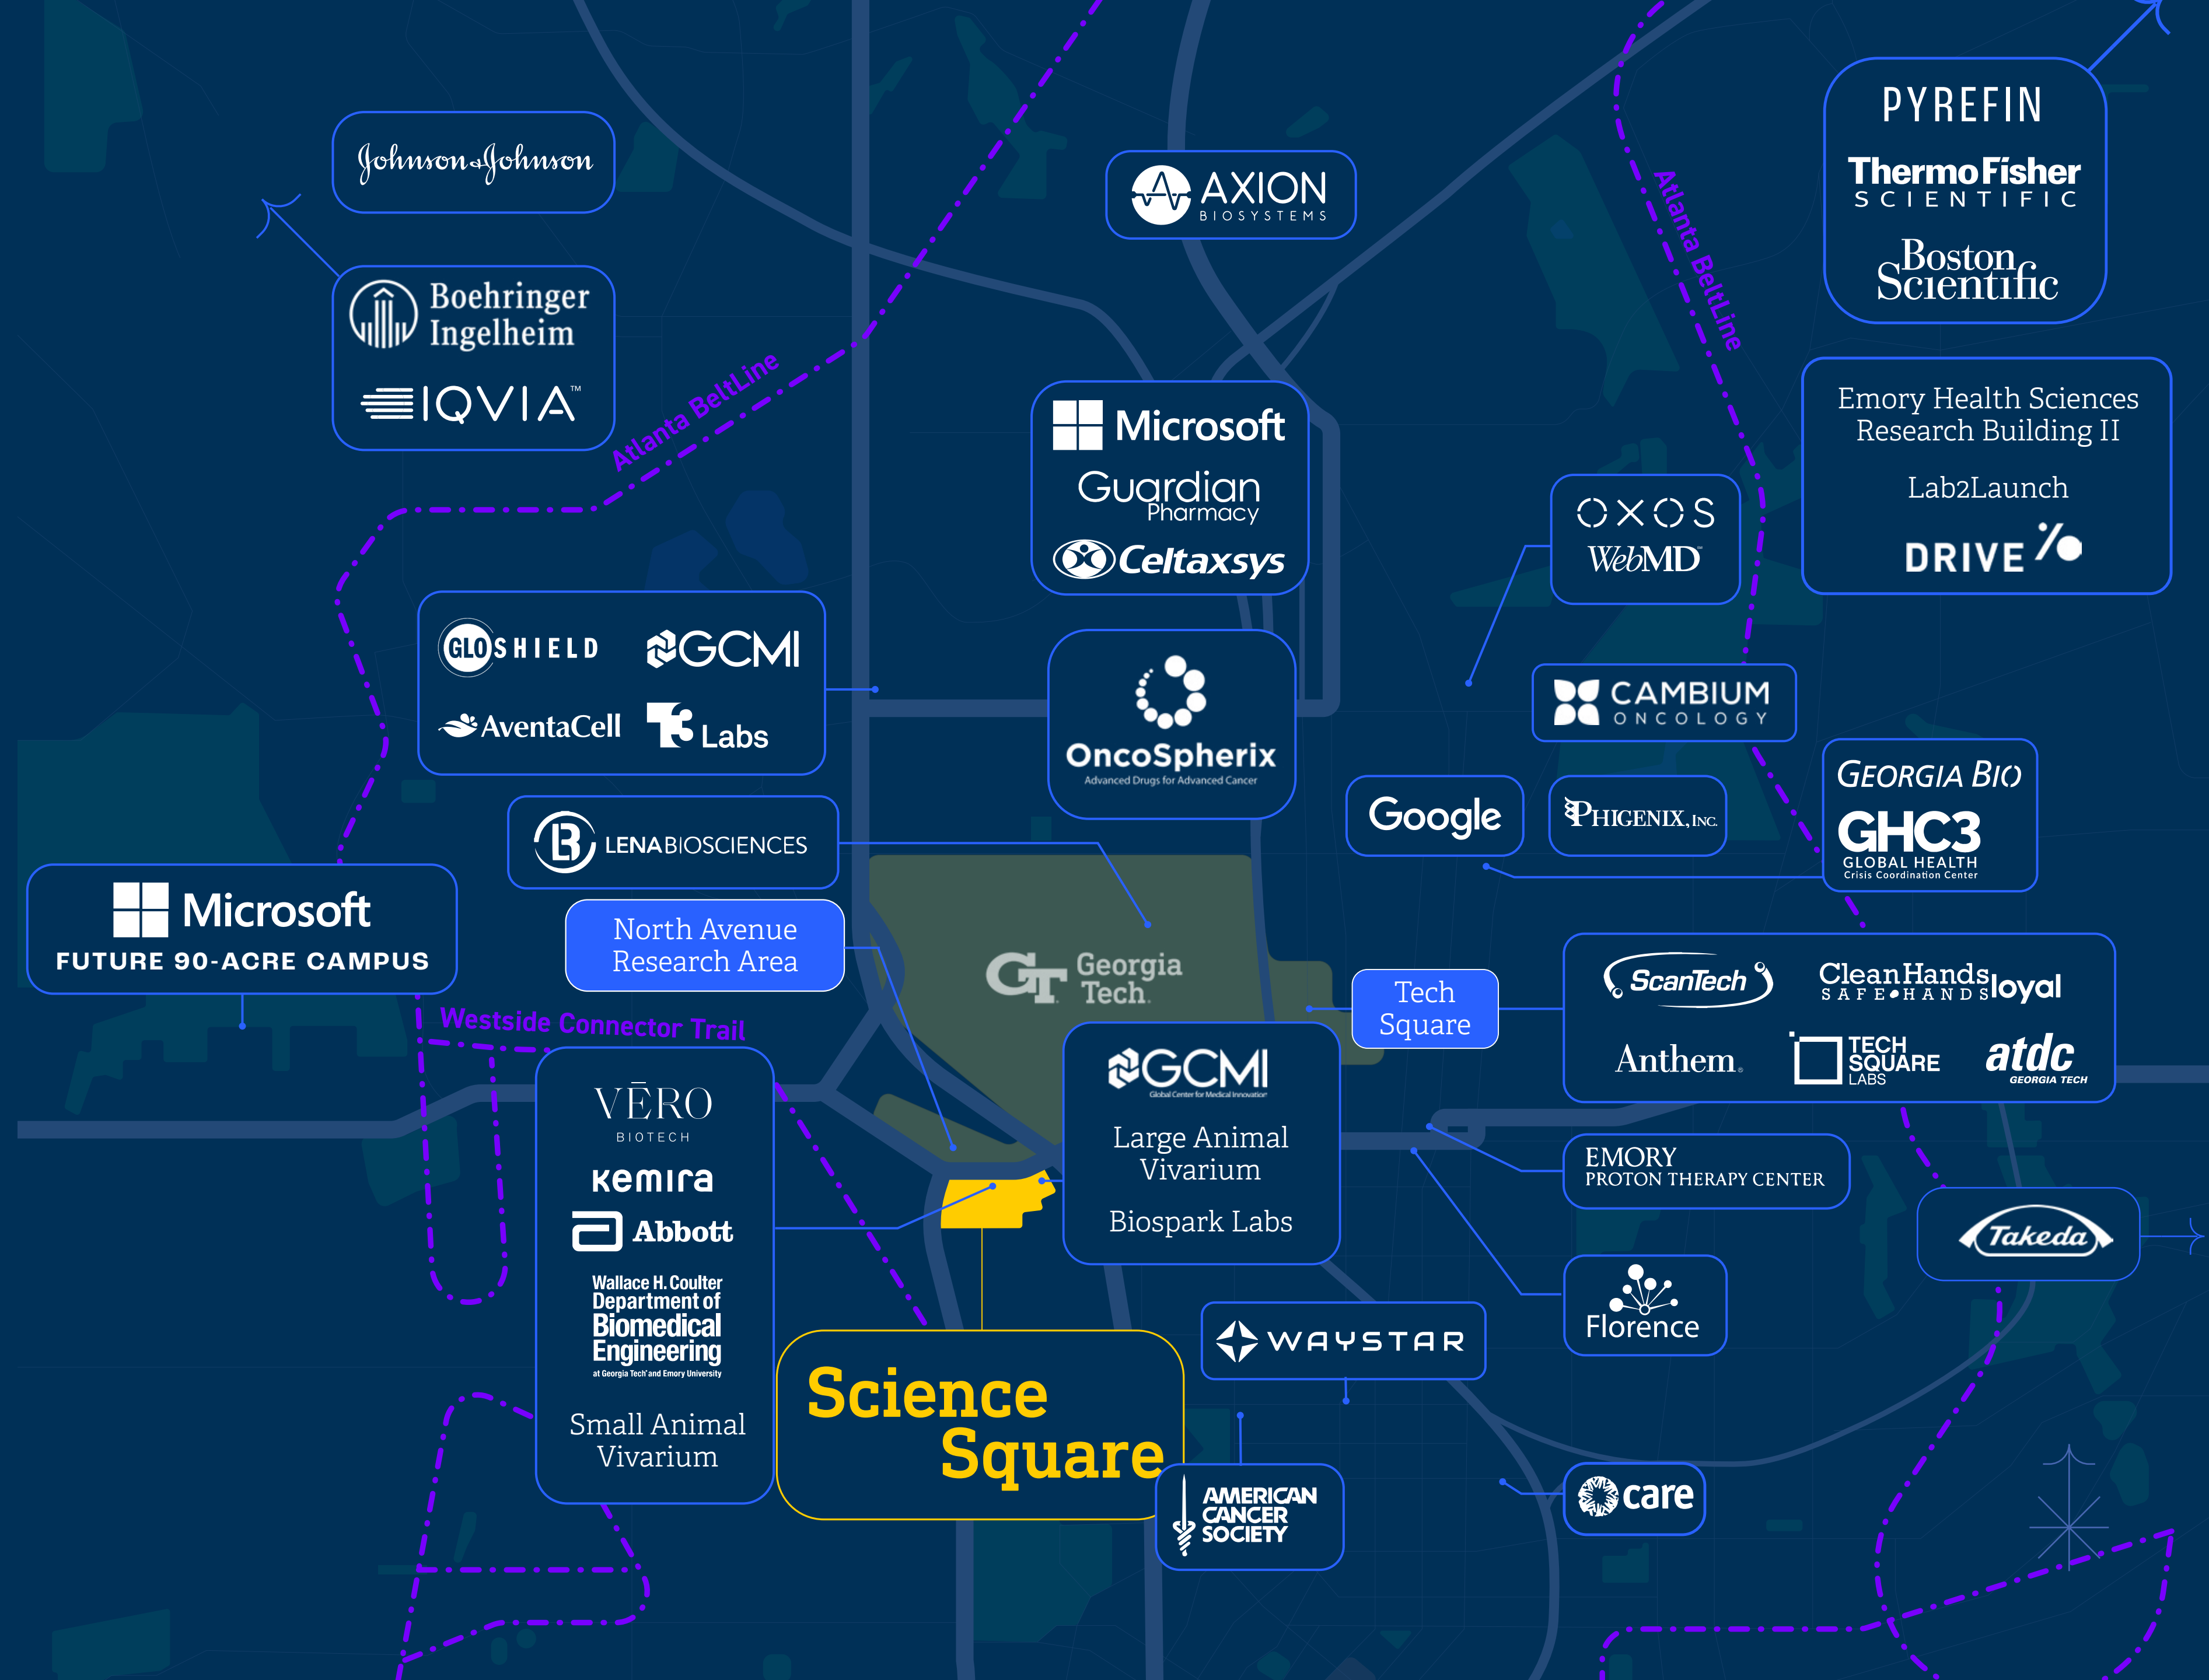 Johnson & Johnson
Boehringer
Ingelheim
IQVIA™
AXION
BIOSYSTEMS
PYREFIN
ThermoFisher
SCIENTIFIC
Boston
Scientific
Atlanta BeltLine
Atlanta BeltLine
Microsoft
Guardian
Pharmacy
Celtaxsys
Emory Health Sciences
Research Building II
Lab2Launch
DRIVE
OXOS
WebMD
GLO SHIELD
GCMI
AventaCell
T3 Labs
OncoSpherix
Advanced Drugs for Advanced Cancer
CAMBIUM
ONCOLOGY
Google
PHIGENIX, INC.
GEORGIA BIO
GHC3
GLOBAL HEALTH
Crisis Coordination Center
LB LENABIOSCIENCES
Microsoft
FUTURE 90-ACRE CAMPUS
North Avenue
Research Area
GT Georgia
Tech.
Tech
Square
ScanTech
CleanHands
SAFE•HANDS
loyal
Anthem®
TECH
SQUARE
LABS
atdc
GEORGIA TECH
Westside Connector Trail
VĒRO
BIOTECH
kemira
Abbott
Wallace H. Coulter
Department of
Biomedical
Engineering
at Georgia Tech and Emory University
Small Animal
Vivarium
GCMI
Global Center for Medical Innovation
Large Animal
Vivarium
Biospark Labs
EMORY
PROTON THERAPY CENTER
Takeda
Florence
WAYSTAR
Science
Square
AMERICAN
CANCER
SOCIETY
care